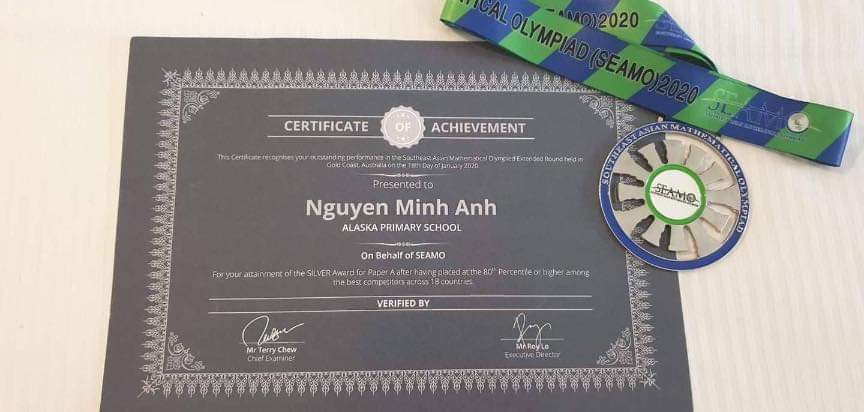 TICAL OLYMPIAD (SEAMO) 2020
SEAMO) 2020
SOUTHEAST ASIAN MATHEMATICAL OLYMPIAD
SEAMO
CERTIFICATE OF ACHIEVEMENT
This Certificate recognises your outstanding performance in the Southeast Asian Mathematical Olympiad Extended Round held in
Gold Coast, Australia on the 18th Day of January 2020.
Presented to
Nguyen Minh Anh
ALASKA PRIMARY SCHOOL
On Behalf of SEAMO
For your attainment of the SILVER Award for Paper A after having placed at the 80th Percentile or higher among
the best competitors across 18 countries.
VERIFIED BY
Mr Terry Chew
Chief Examiner
Mr Roy Lo
Executive Director